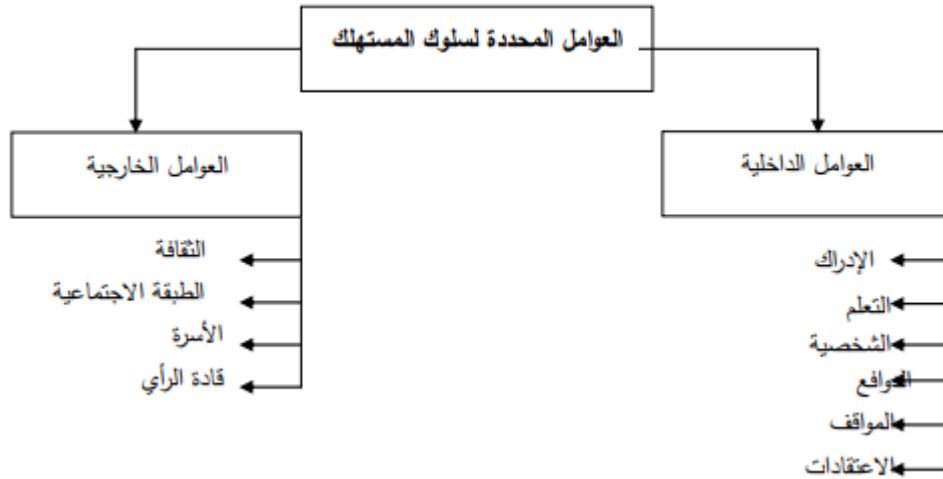 العوامل المحددة لسلوك المستهلك
العوامل الداخلية
الإدراك
التعلم
الشخصية
الدوافع
المواقف
الاعتقادات
العوامل الخارجية
الثقافة
الطبقة الاجتماعية
الأسرة
قادة الرأي